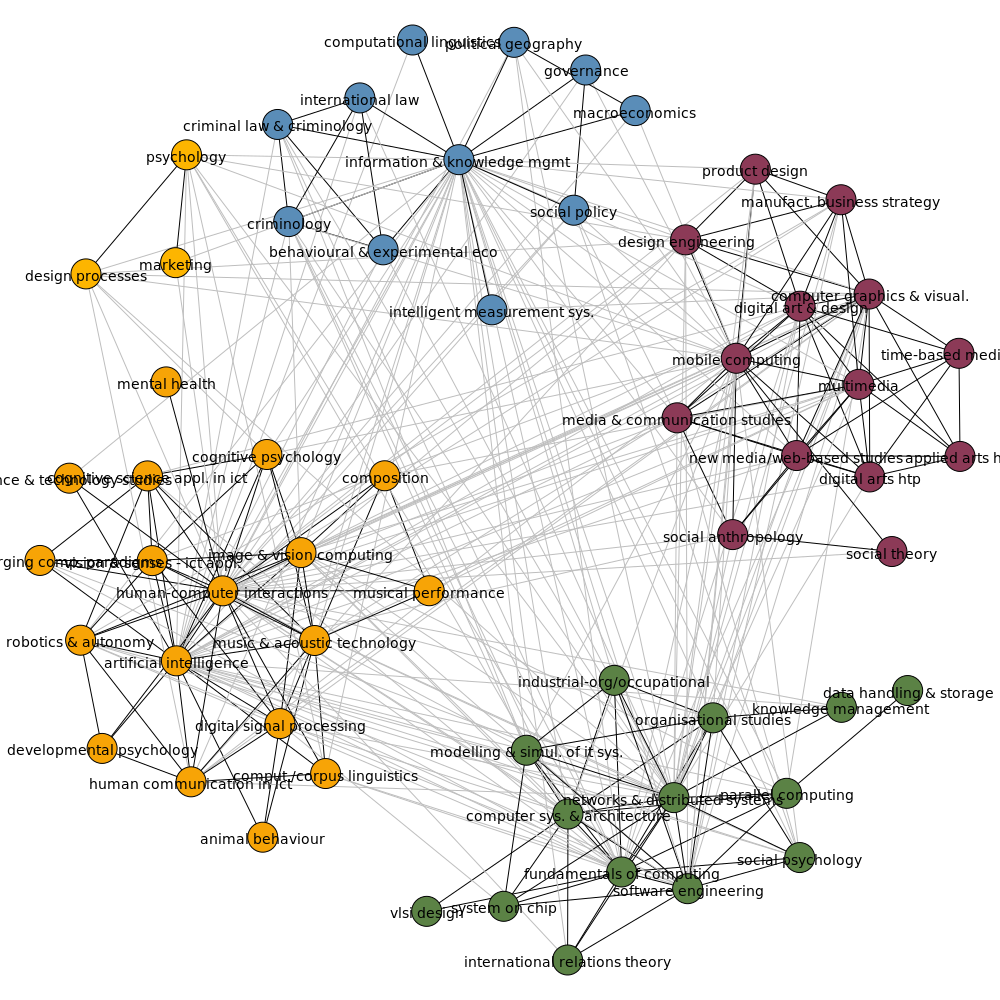 computational linguistics
political geography
governance
international law
macroeconomics
criminal law & criminology
psychology
information & knowledge mgmt
product design
manufact. business strategy
social policy
criminology
design engineering
behavioural & experimental eco
marketing
design processes
computer graphics & visual.
digital art & design
intelligent measurement sys.
time-based medi
mobile computing
mental health
multimedia
media & communication studies
cognitive psychology
new media/web-based studies
applied arts h
cognitive science appl. in ict
nce & technology studies
composition
digital arts htp
social anthropology
social theory
image & vision computing
rging comp. paradigms
vision & senses - ict appl.
human-computer interactions
musical performance
robotics & autonomy
music & acoustic technology
artificial intelligence
industrial-org/occupational
data handling & storage
knowledge management
organisational studies
digital signal processing
developmental psychology
modelling & simul. of it sys.
comput./corpus linguistics
human communication in ict
parallel computing
networks & distributed systems
computer sys. & architecture
animal behaviour
social psychology
fundamentals of computing
software engineering
system on chip
vlsi design
international relations theory